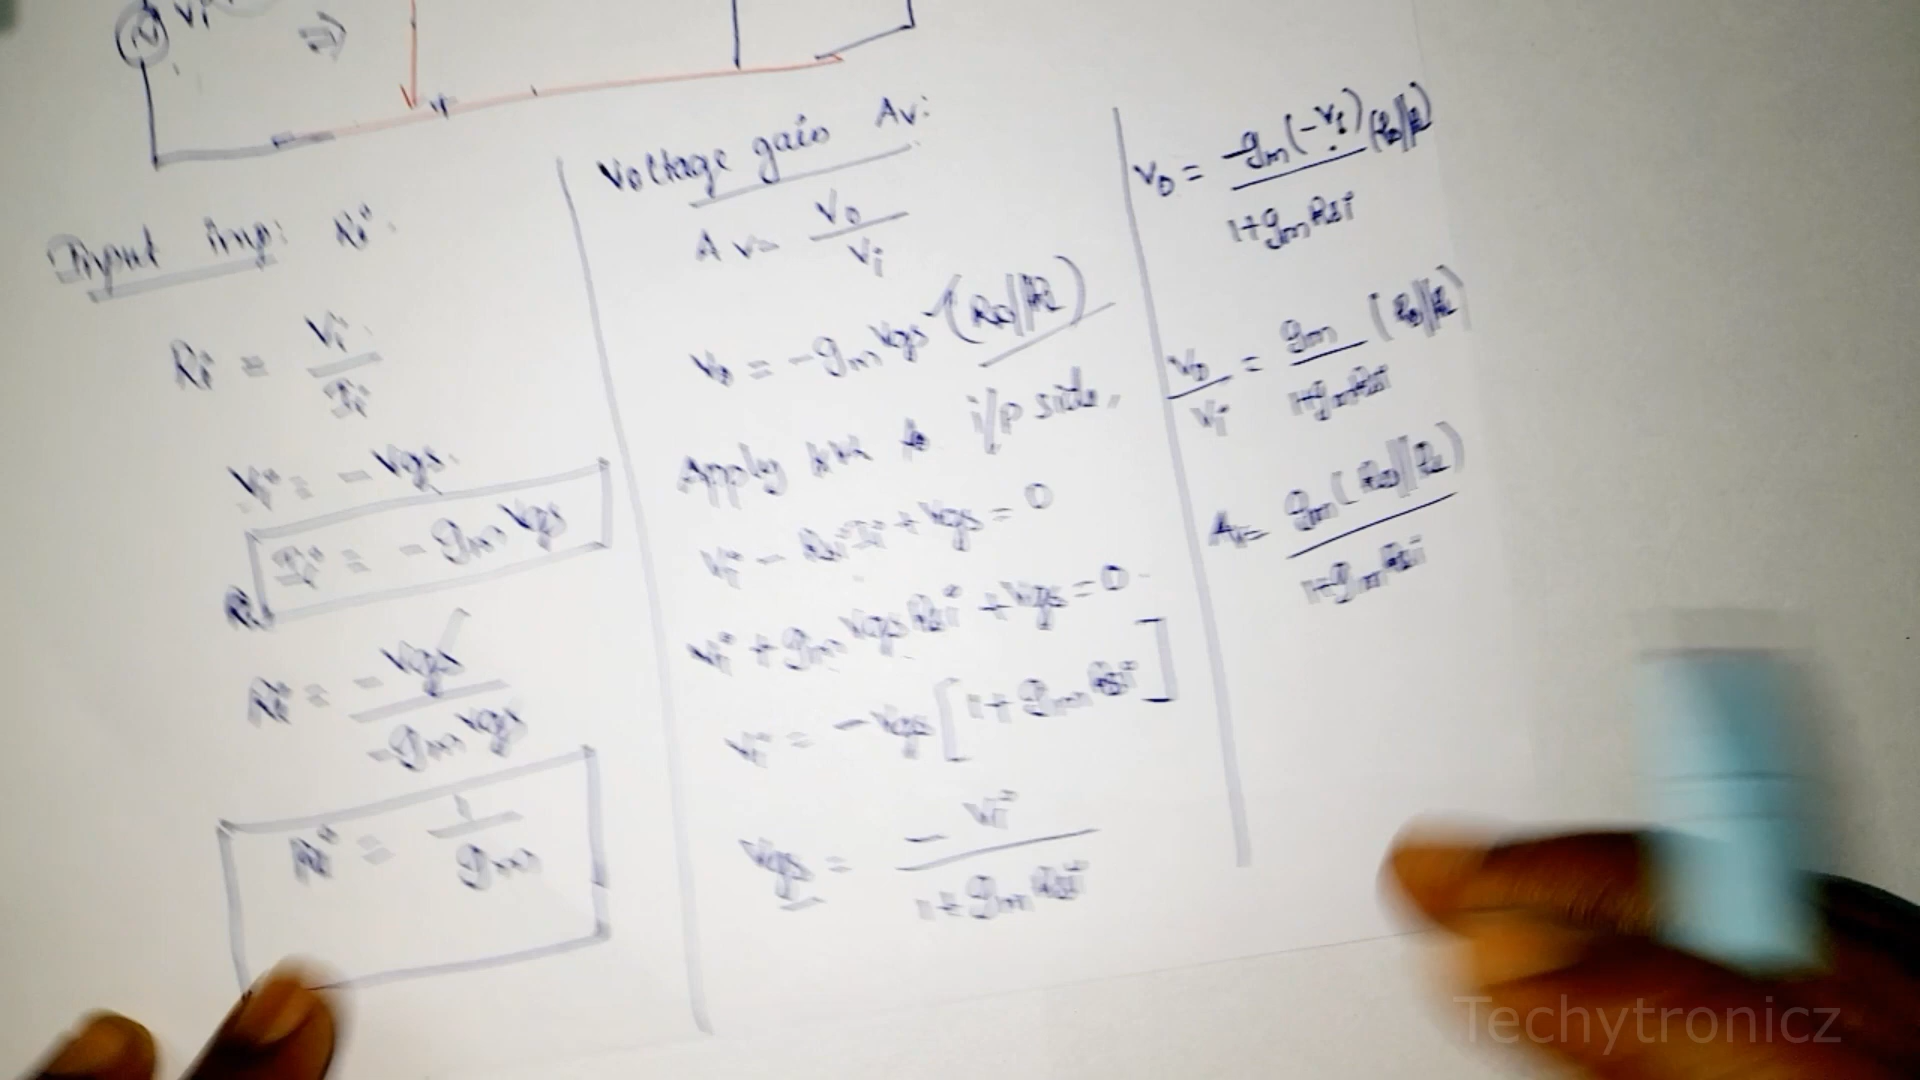 Vi
⇒
Input imp: Ri
Ri = Vi / Ii
Vi = - Vgs.
Ii = - gm Vgs
Ri
Ri = - Vgs / - gm Vgs
Ri = 1 / gm
Voltage gain Av:
Av = Vo / Vi
Vo = - gm Vgs (RD||RL)
Apply KVL to i/p side,
Vi - Rsi Ii + Vgs = 0
Vi + gm Vgs Rsi + Vgs = 0.
Vi = - Vgs [1 + gm Rsi]
Vgs = - Vi / 1 + gm Rsi
Vo = -gm (-Vi) (RD||RL) / 1 + gm Rsi
Vo / Vi = gm / 1 + gm Rsi (RD||RL)
Av = gm (RD||RL) / 1 + gm Rsi
Techytronicz